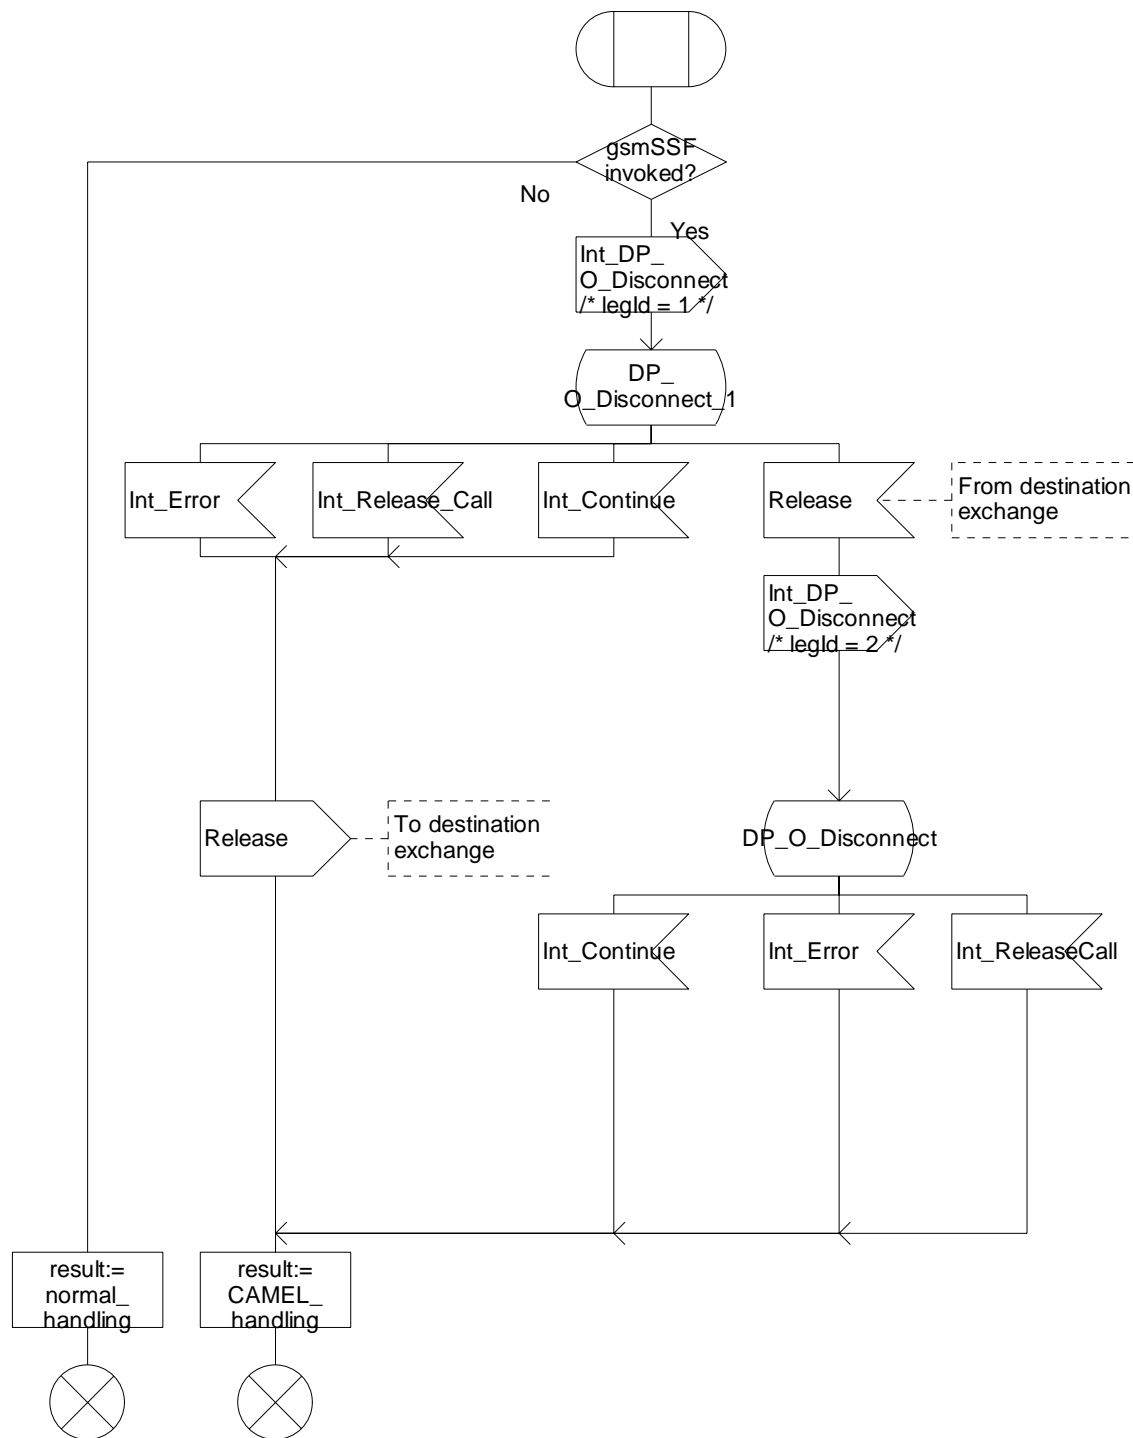 gsmSSF
invoked?
No
Yes
Int_DP_
O_Disconnect
/* legId = 1 */
DP_
O_Disconnect_1
Int_Error
Int_Release_Call
Int_Continue
Release
From destination
exchange
Int_DP_
O_Disconnect
/* legId = 2 */
Release
To destination
exchange
DP_O_Disconnect
Int_Continue
Int_Error
Int_ReleaseCall
result:=
normal_
handling
result:=
CAMEL_
handling